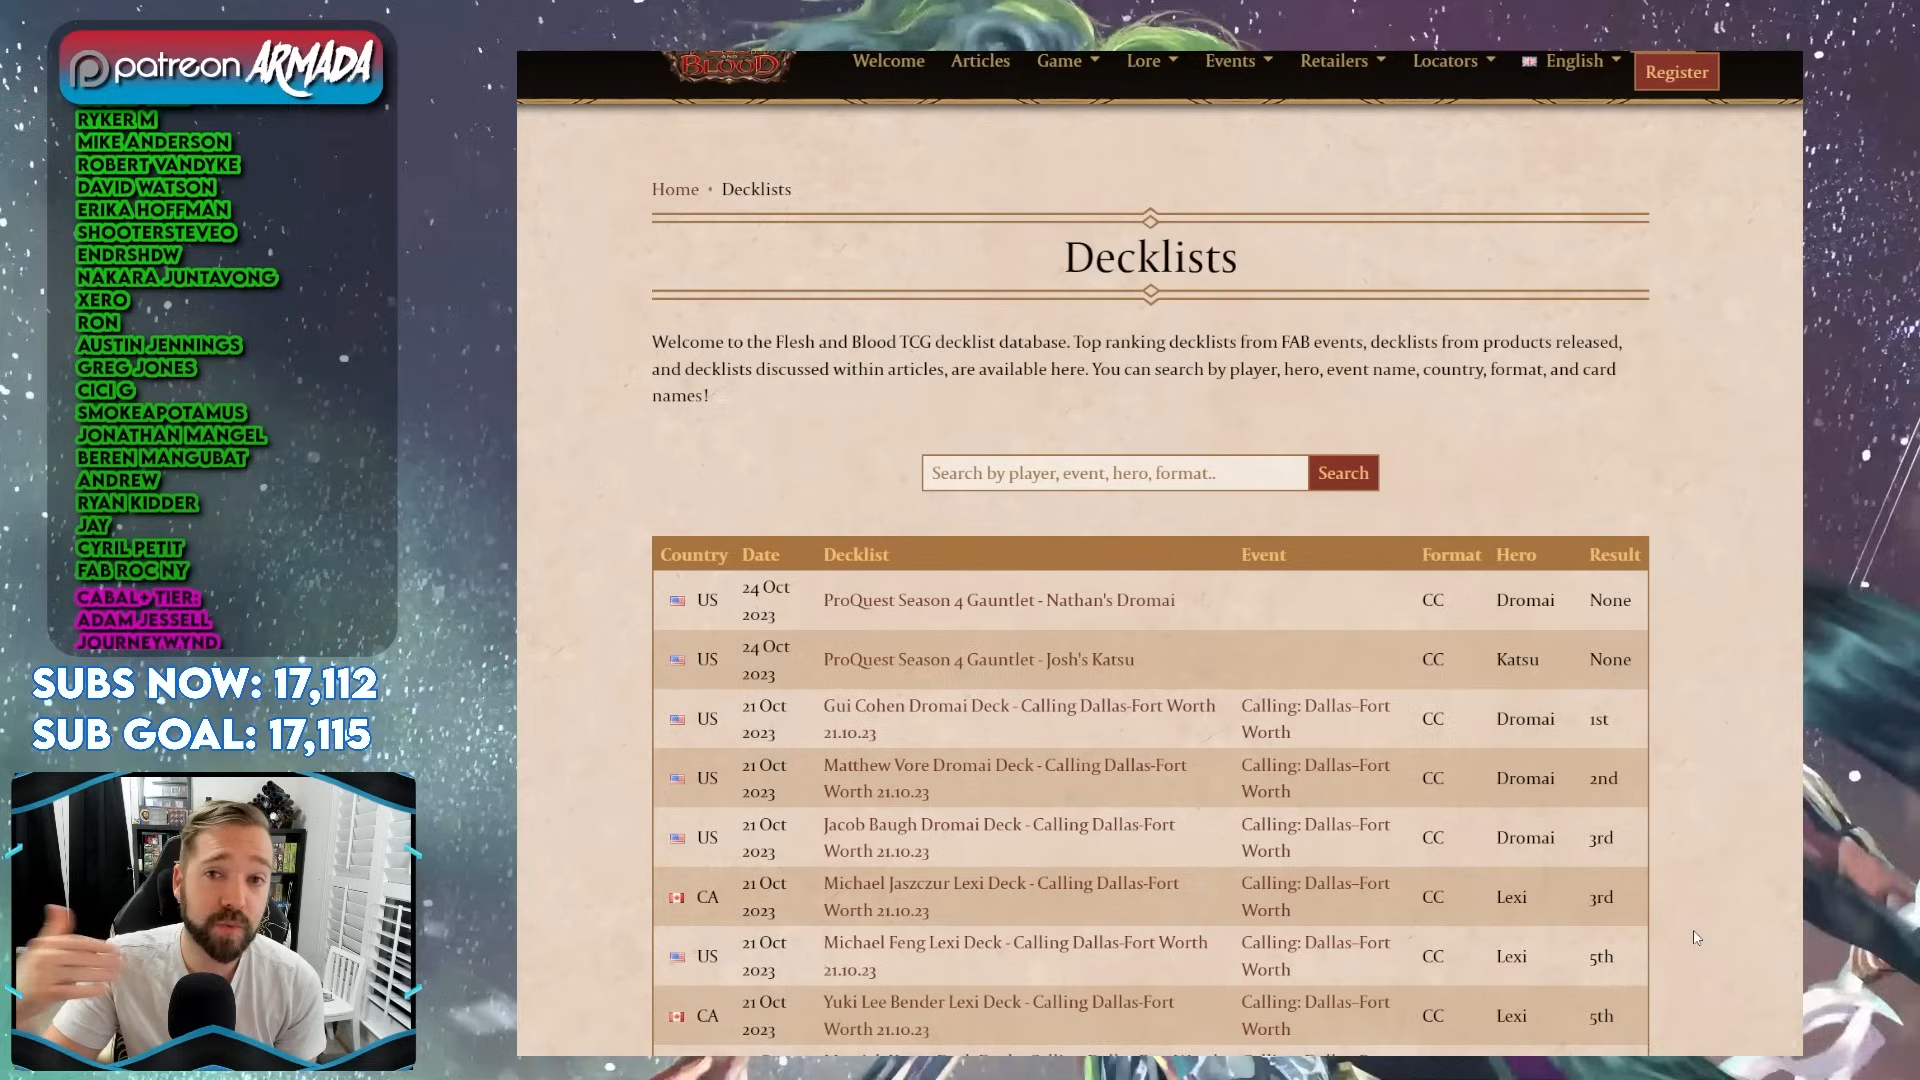 patreon ARMADA
RYKER M
MIKE ANDERSON
ROBERT VANDYKE
DAVID WATSON
ERIKA HOFFMAN
SHOOTERSTEVEO
ENDRSHDW
NAKARA JUNTAVONG
XERO
RON
AUSTIN JENNINGS
GREG JONES
CICI G
SMOKEAPOTAMUS
JONATHAN MANGEL
BEREN MANGUBAT
ANDREW
RYAN KIDDER
JAY
CYRIL PETIT
FAB ROC NY
CABAL+ TIER:
ADAM JESSELL
JOURNEYWYND
SUBS NOW: 17,112
SUB GOAL: 17,115
BLOOD
Welcome Articles Game Lore Events Retailers Locators English Register
Home • Decklists
Decklists
Welcome to the Flesh and Blood TCG decklist database. Top ranking decklists from FAB events, decklists from products released,
and decklists discussed within articles, are available here. You can search by player, hero, event name, country, format, and card
names!
Search by player, event, hero, format.. Search
Country Date Decklist Event Format Hero Result
US 24 Oct 2023 ProQuest Season 4 Gauntlet - Nathan's Dromai CC Dromai None
US 24 Oct 2023 ProQuest Season 4 Gauntlet - Josh's Katsu CC Katsu None
US 21 Oct 2023 Gui Cohen Dromai Deck - Calling Dallas-Fort Worth 21.10.23 Calling: Dallas–Fort Worth CC Dromai 1st
US 21 Oct 2023 Matthew Vore Dromai Deck - Calling Dallas-Fort Worth 21.10.23 Calling: Dallas–Fort Worth CC Dromai 2nd
US 21 Oct 2023 Jacob Baugh Dromai Deck - Calling Dallas-Fort Worth 21.10.23 Calling: Dallas–Fort Worth CC Dromai 3rd
CA 21 Oct 2023 Michael Jaszczur Lexi Deck - Calling Dallas-Fort Worth 21.10.23 Calling: Dallas–Fort Worth CC Lexi 3rd
US 21 Oct 2023 Michael Feng Lexi Deck - Calling Dallas-Fort Worth 21.10.23 Calling: Dallas–Fort Worth CC Lexi 5th
CA 21 Oct 2023 Yuki Lee Bender Lexi Deck - Calling Dallas-Fort Worth 21.10.23 Calling: Dallas–Fort Worth CC Lexi 5th